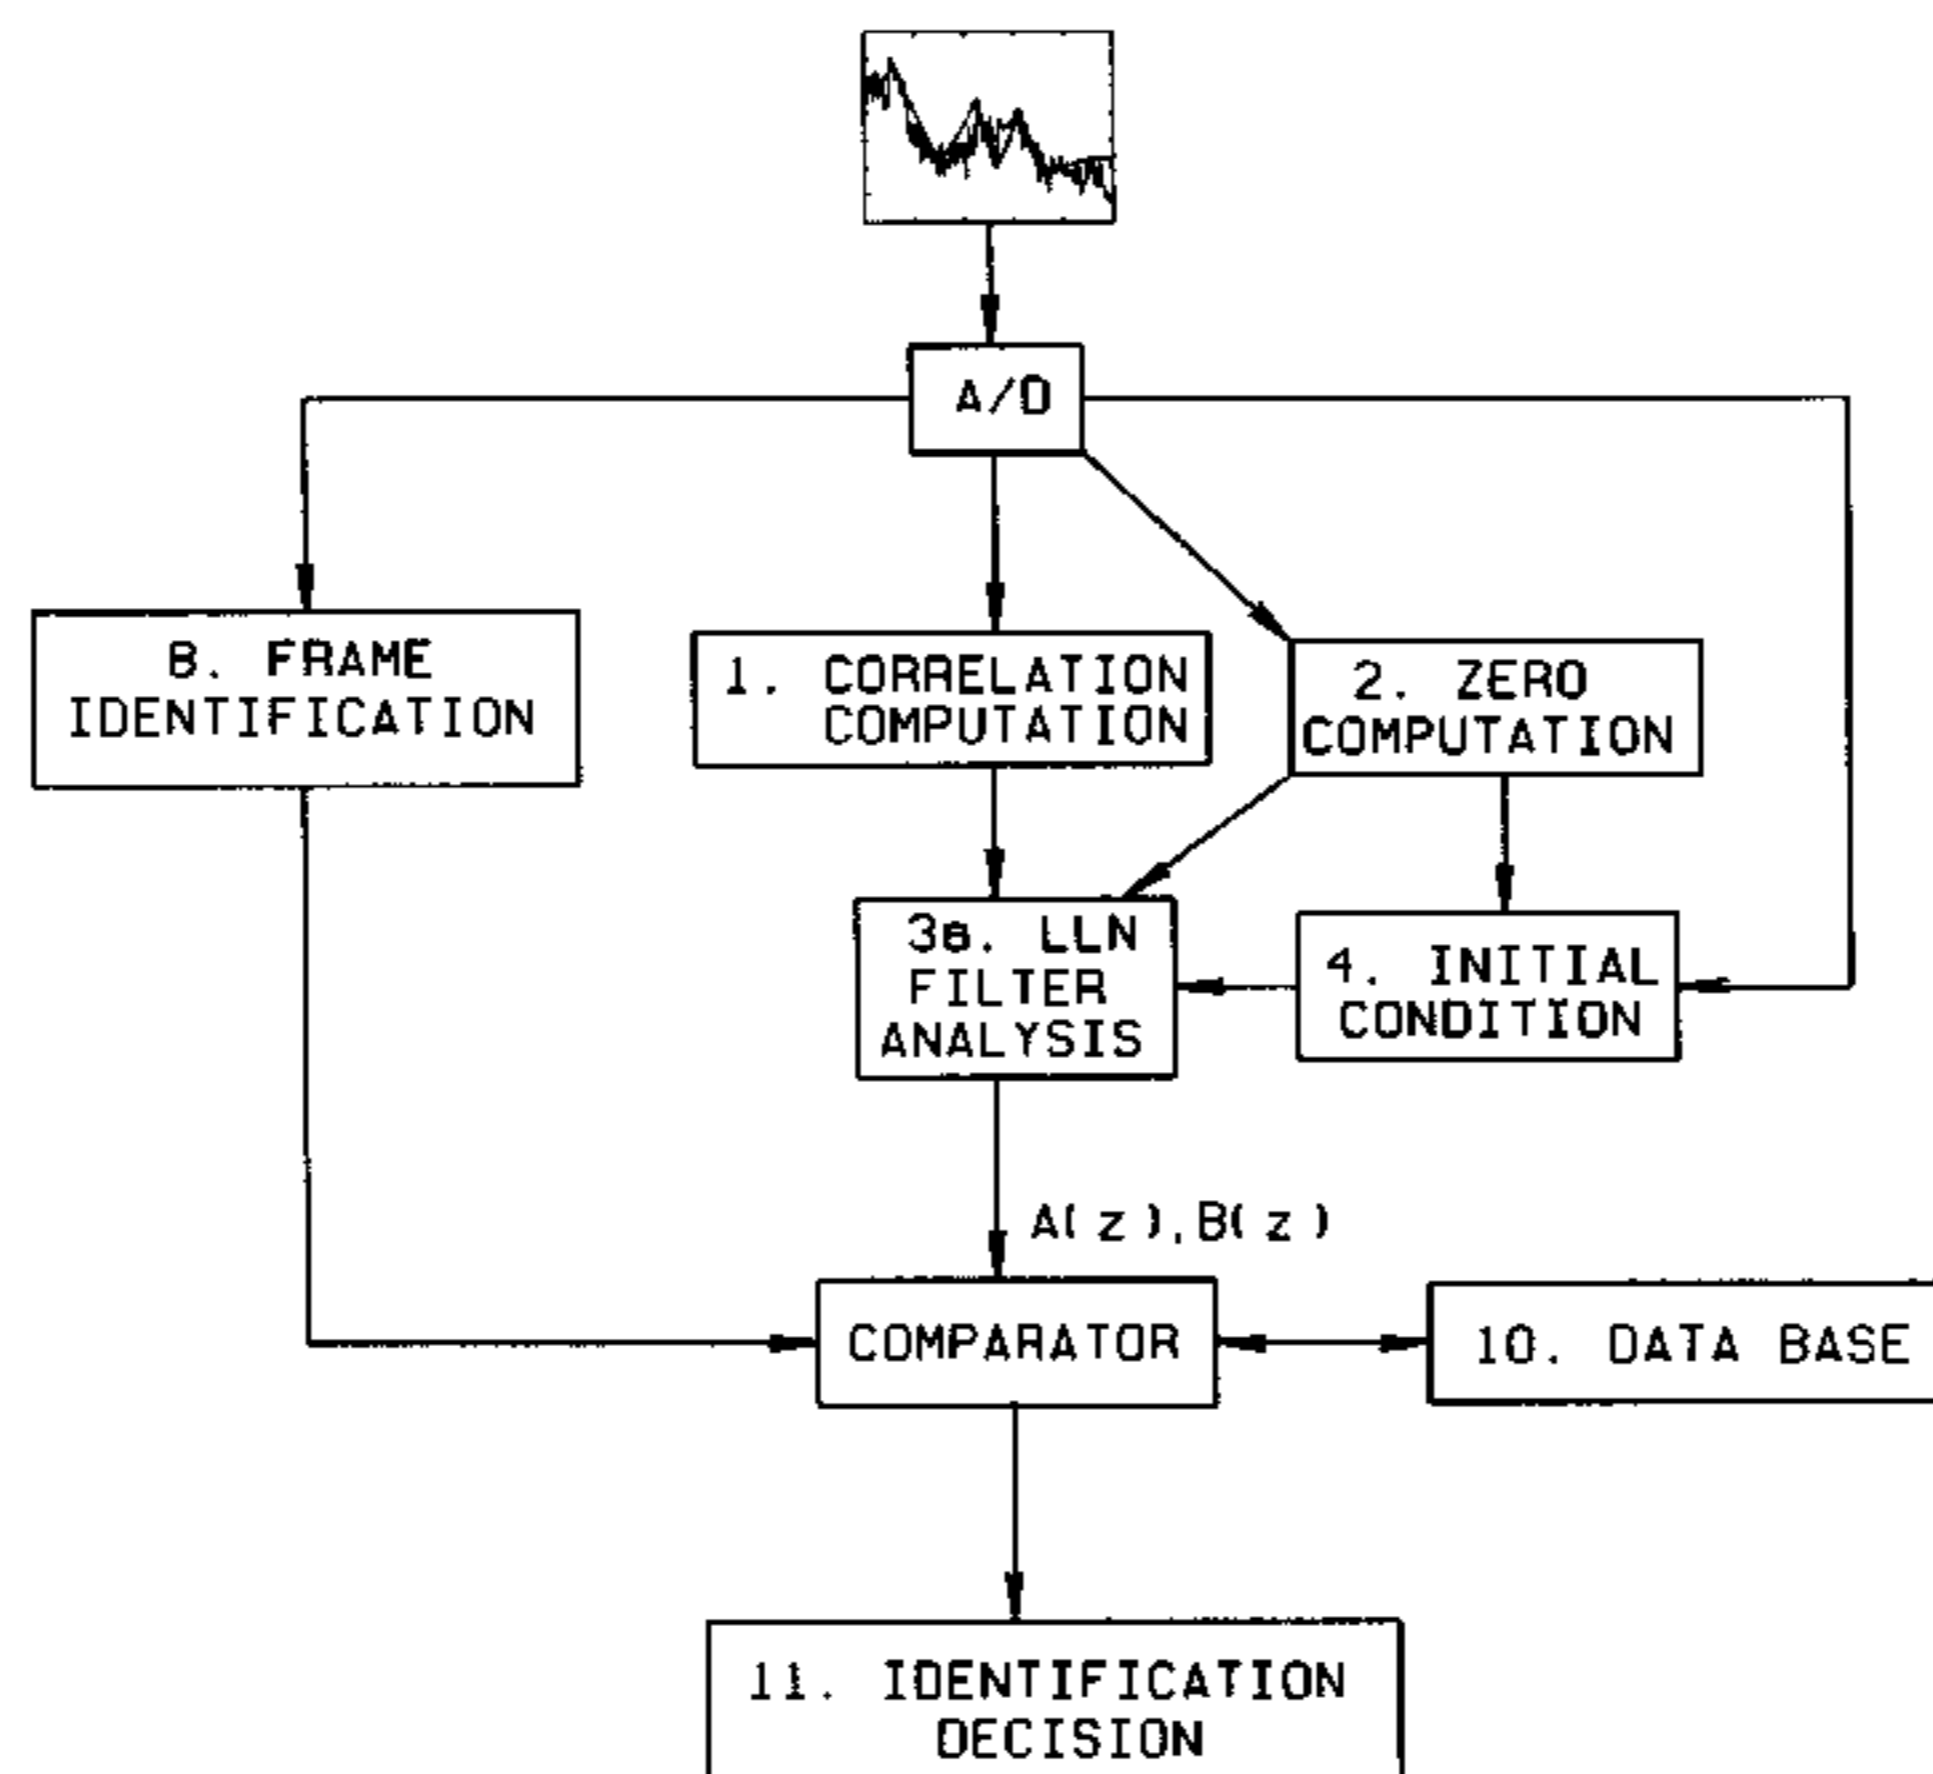 A/D
8. FRAME
IDENTIFICATION
1. CORRELATION
COMPUTATION
2. ZERO
COMPUTATION
3a. LLN
FILTER
ANALYSIS
4. INITIAL
CONDITION
A(z),B(z)
COMPARATOR
10. DATA BASE
11. IDENTIFICATION
DECISION